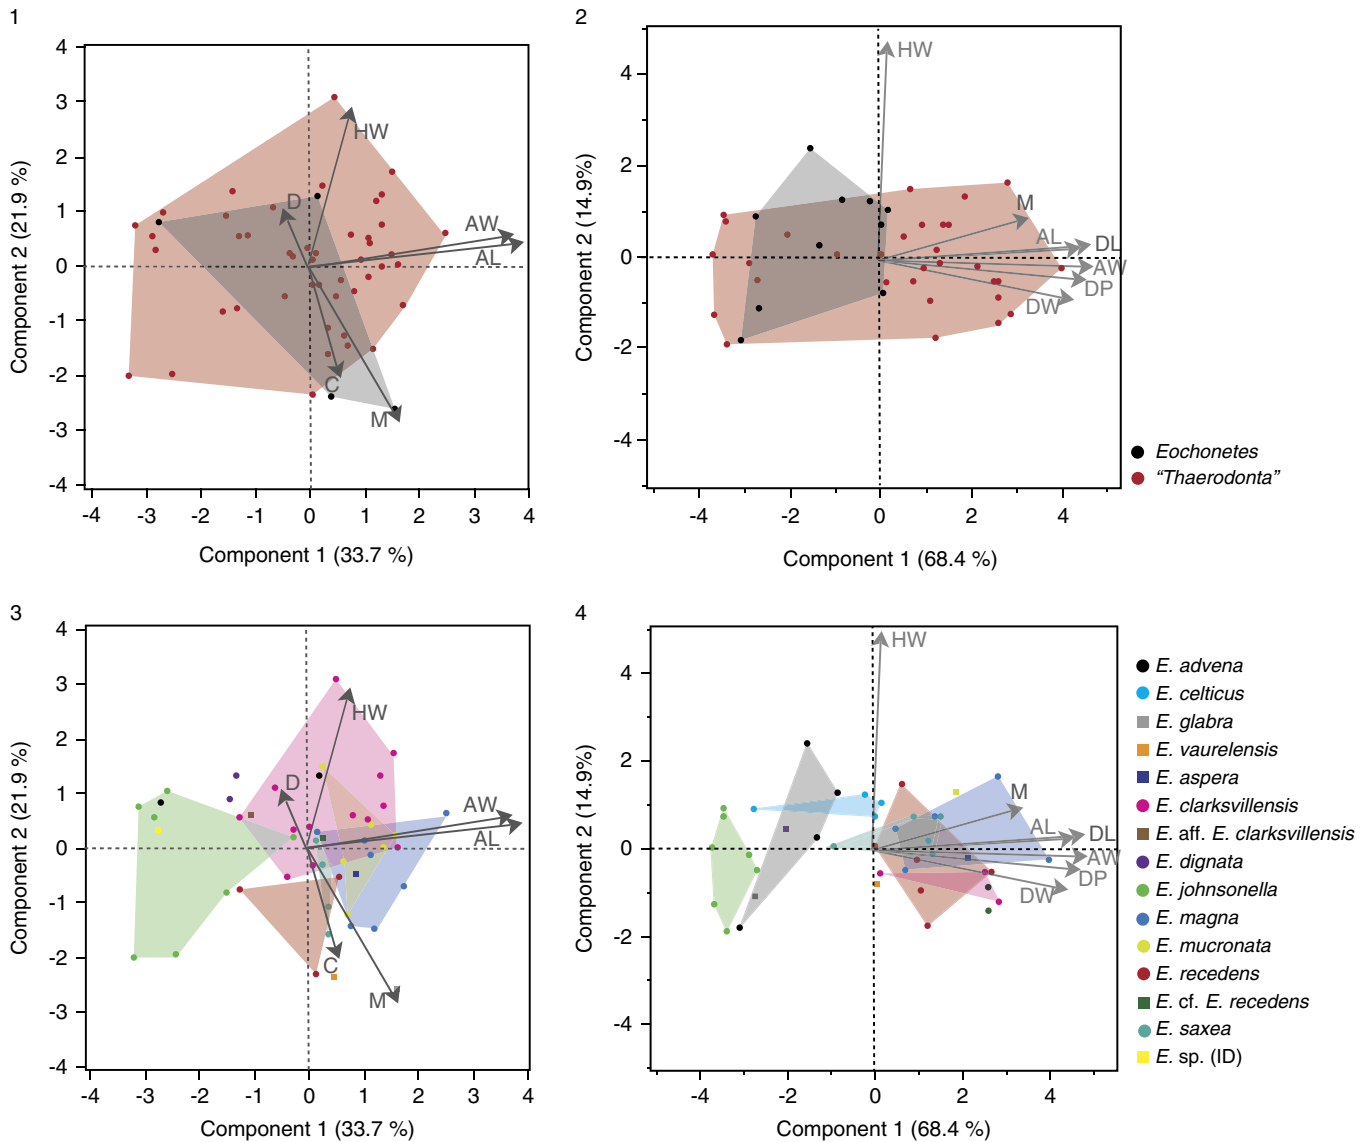 1
4
3
2
1
0
-1
-2
-3
-4
Component 2 (21.9 %)
HW
D
AW
AL
C
M
-4 -3 -2 -1 0 1 2 3 4
Component 1 (33.7 %)
2
4
2
0
-2
-4
Component 2 (14.9%)
HW
M
AL
DL
AW
DP
DW
-4 -2 0 2 4
Component 1 (68.4 %)
Eochonetes
“Thaerodonta”
3
4
3
2
1
0
-1
-2
-3
-4
Component 2 (21.9 %)
HW
D
AW
AL
C
M
-4 -3 -2 -1 0 1 2 3 4
Component 1 (33.7 %)
4
4
2
0
-2
-4
Component 2 (14.9%)
HW
M
AL
DL
AW
DP
DW
-4 -2 0 2 4
Component 1 (68.4 %)
E. advena
E. celticus
E. glabra
E. vaurelensis
E. aspera
E. clarksvillensis
E. aff. E. clarksvillensis
E. dignata
E. johnsonella
E. magna
E. mucronata
E. recedens
E. cf. E. recedens
E. saxea
E. sp. (ID)